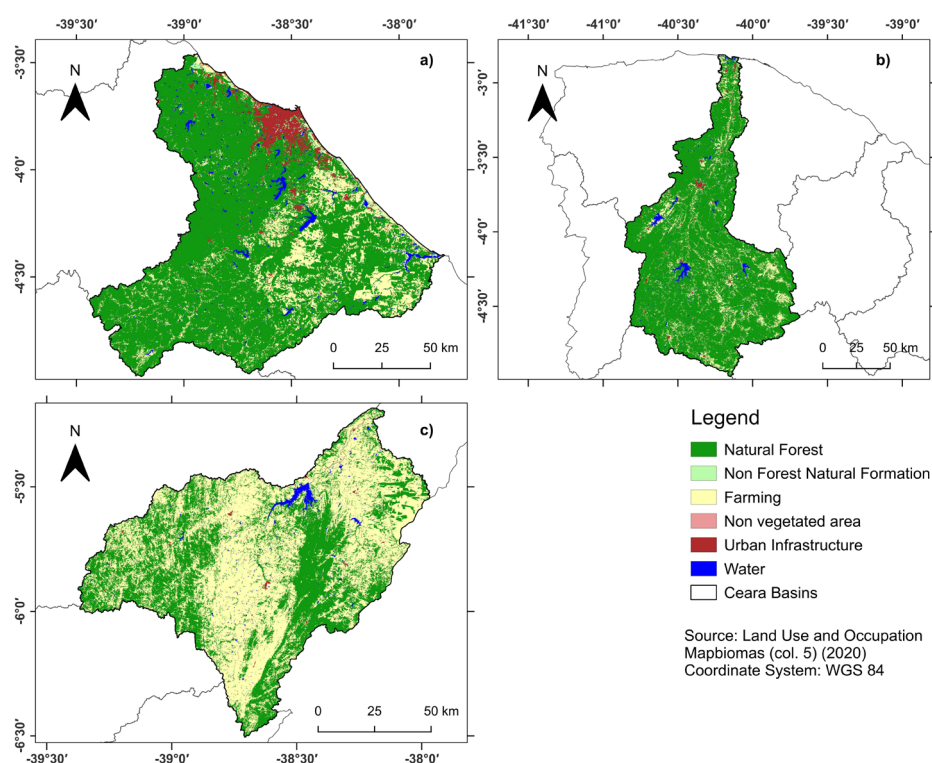 -39°30' -39°0' -38°30' -38°0'
-41°30' -41°0' -40°30' -40°0' -39°30' -39°0'
a)
b)
N
N
-3°30'
-4°0'
-4°30'
-3°0'
-3°30'
-4°0'
-4°30'
0 25 50 km
0 25 50 km
c)
N
-5°30'
-6°0'
-6°30'
0 25 50 km
-39°30' -39°0' -38°30' -38°0'
Legend
Natural Forest
Non Forest Natural Formation
Farming
Non vegetated area
Urban Infrastructure
Water
Ceara Basins
Source: Land Use and Occupation
Mapbiomas (col. 5) (2020)
Coordinate System: WGS 84